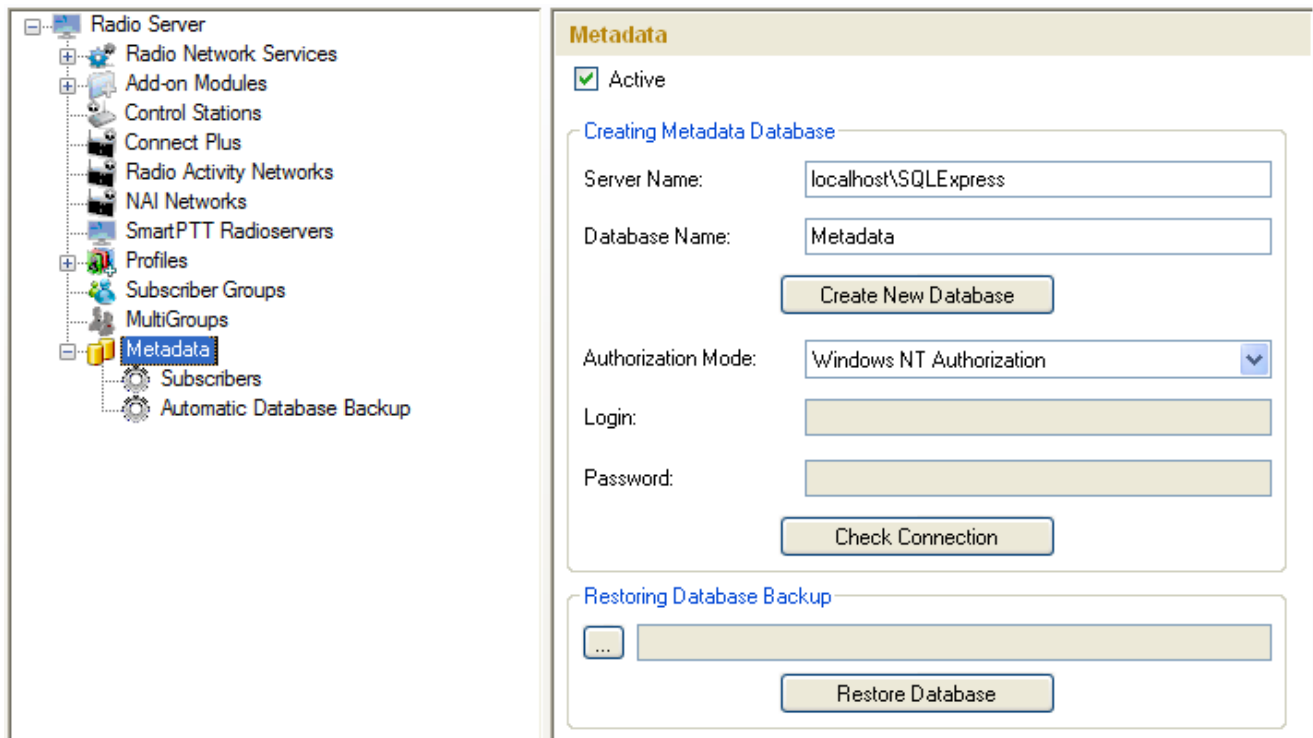 Radio Server
Radio Network Services
Add-on Modules
Control Stations
Connect Plus
Radio Activity Networks
NAI Networks
SmartPTT Radioservers
Profiles
Subscriber Groups
MultiGroups
Metadata
Subscribers
Automatic Database Backup
Metadata
Active
Creating Metadata Database
Server Name: localhost\SQLExpress
Database Name: Metadata
Create New Database
Authorization Mode: Windows NT Authorization
Login:
Password:
Check Connection
Restoring Database Backup
...
Restore Database